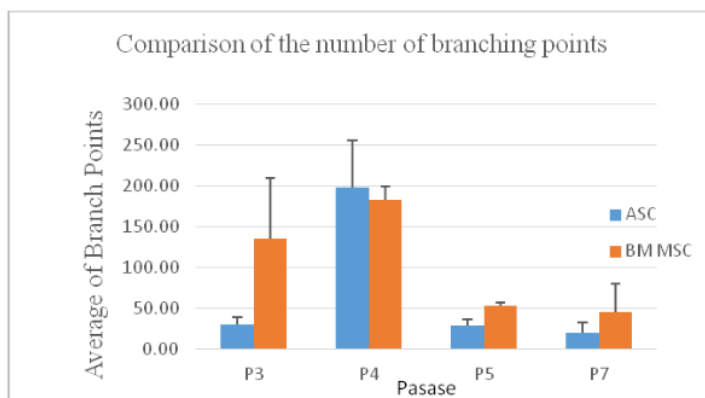 Comparison of the number of branching points
Average of Branch Points
300.00
250.00
200.00
150.00
100.00
50.00
0.00
ASC
BM MSC
P3 P4 P5 P7
Pasase